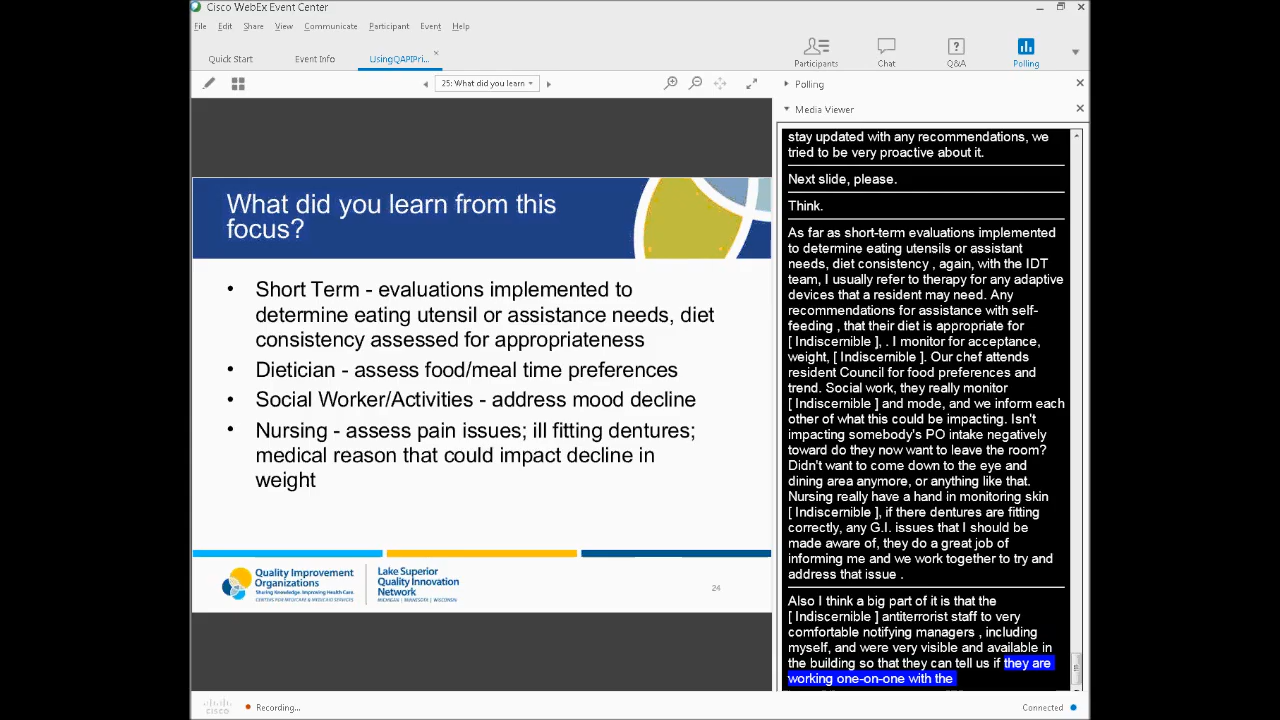 Cisco WebEx Event Center
File Edit Share View Communicate Participant Event Help
Quick Start Event Info UsingQAPIPri...
Participants Chat Q&A Polling
25: What did you learn
Polling
Media Viewer
What did you learn from this
focus?
• Short Term - evaluations implemented to
determine eating utensil or assistance needs, diet
consistency assessed for appropriateness
• Dietician - assess food/meal time preferences
• Social Worker/Activities - address mood decline
• Nursing - assess pain issues; ill fitting dentures;
medical reason that could impact decline in
weight
Quality Improvement
Organizations
Sharing Knowledge. Improving Health Care.
CENTERS FOR MEDICARE & MEDICAID SERVICES
Lake Superior
Quality Innovation
Network
MICHIGAN | MINNESOTA | WISCONSIN
24
stay updated with any recommendations, we
tried to be very proactive about it.
Next slide, please.
Think.
As far as short-term evaluations implemented
to determine eating utensils or assistant
needs, diet consistency , again, with the IDT
team, I usually refer to therapy for any adaptive
devices that a resident may need. Any
recommendations for assistance with self-
feeding , that their diet is appropriate for
[ Indiscernible ], . I monitor for acceptance,
weight, [ Indiscernible ]. Our chef attends
resident Council for food preferences and
trend. Social work, they really monitor
[ Indiscernible ] and mode, and we inform each
other of what this could be impacting. Isn't
impacting somebody's PO intake negatively
toward do they now want to leave the room?
Didn't want to come down to the eye and
dining area anymore, or anything like that.
Nursing really have a hand in monitoring skin
[ Indiscernible ], if there dentures are fitting
correctly, any G.I. issues that I should be
made aware of, they do a great job of
informing me and we work together to try and
address that issue .
Also I think a big part of it is that the
[ Indiscernible ] antiterrorist staff to very
comfortable notifying managers , including
myself, and were very visible and available in
the building so that they can tell us if they are
working one-on-one with the
CISCO
Recording...
Connected